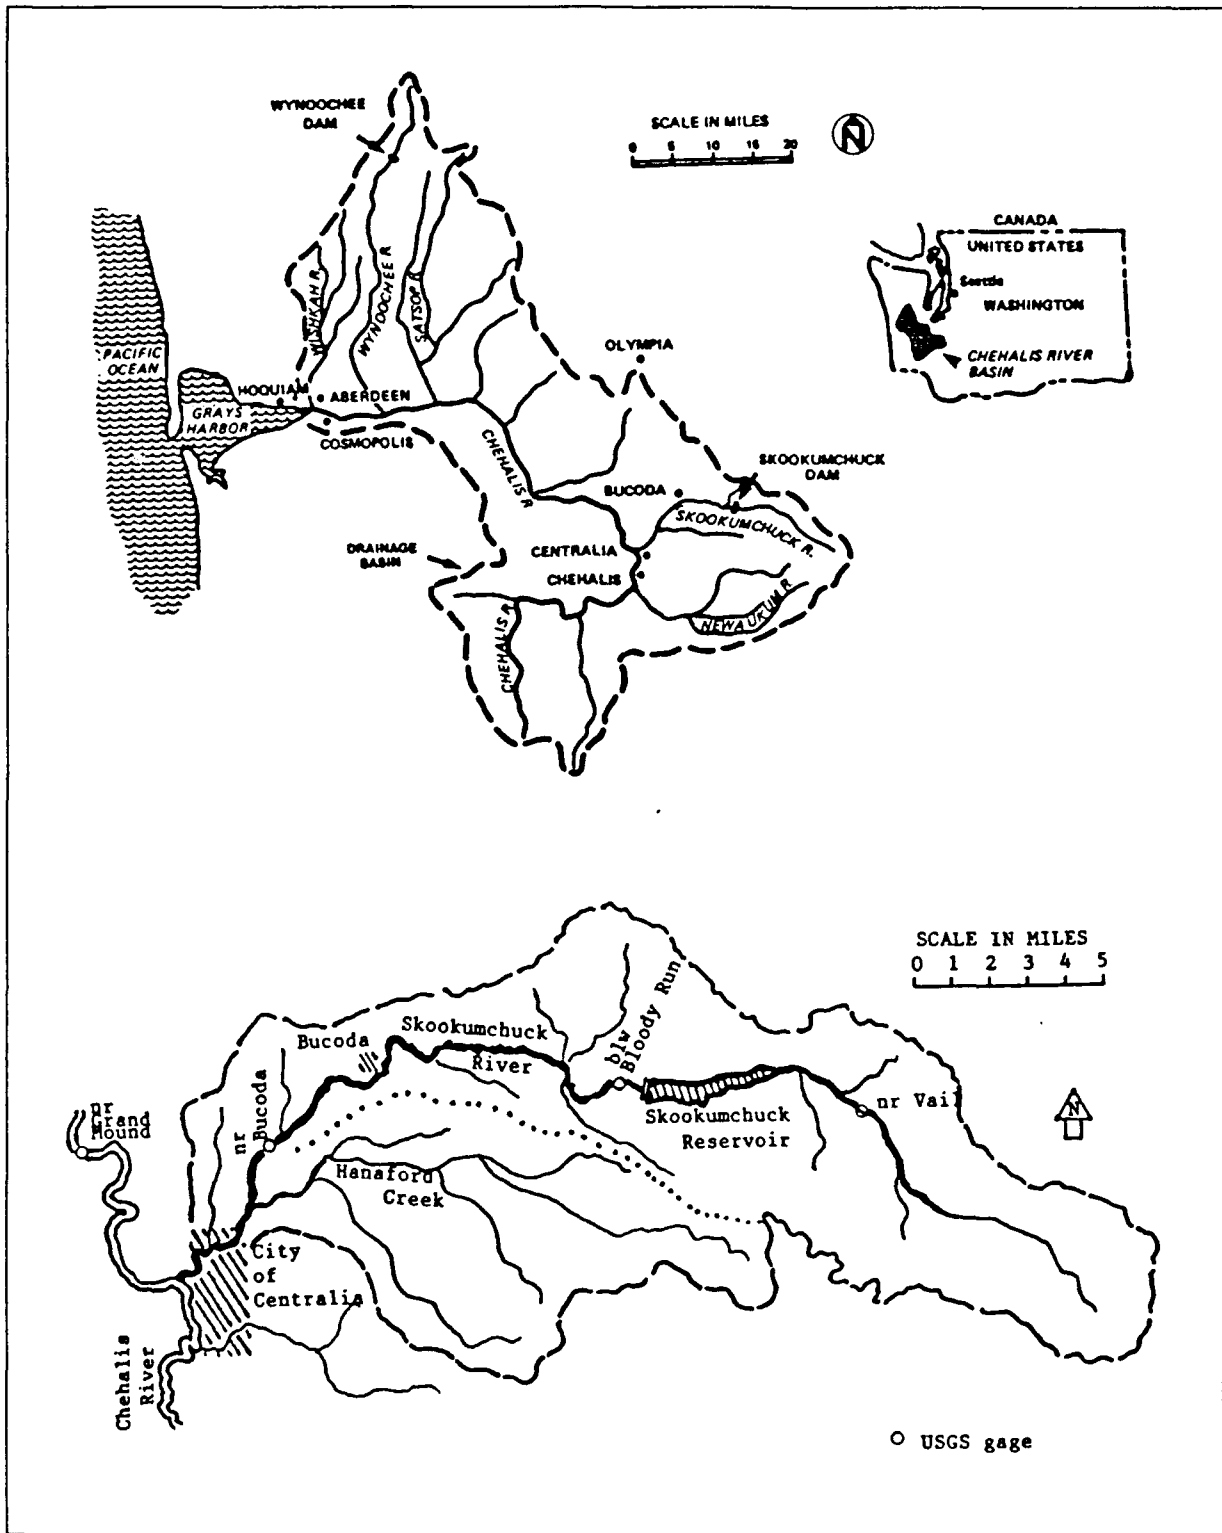 WYNOOCHEE
DAM
SCALE IN MILES
0 5 10 15 20
N
CANADA
UNITED STATES
Seattle
WASHINGTON
CHEHALIS RIVER
BASIN
WISHKAH R.
WYNOOCHEE R
SATSOP R.
PACIFIC
OCEAN
OLYMPIA
HOQUIAM
ABERDEEN
GRAYS
HARBOR
COSMOPOLIS
CHEHALIS R
SKOOKUMCHUCK
DAM
BUCODA
SKOOKUMCHUCK R.
DRAINAGE
BASIN
CENTRALIA
CHEHALIS
NEWAUKUM R
CHEHALIS R.
SCALE IN MILES
0 1 2 3 4 5
Skookumchuck
River
Bucoda
blw
Bloody Run
nr
Bucoda
nr
Grand
Mound
Skookumchuck
Reservoir
nr Vail
N
Hanaford
Creek
City
of
Centralia
Chehalis
River
USGS gage